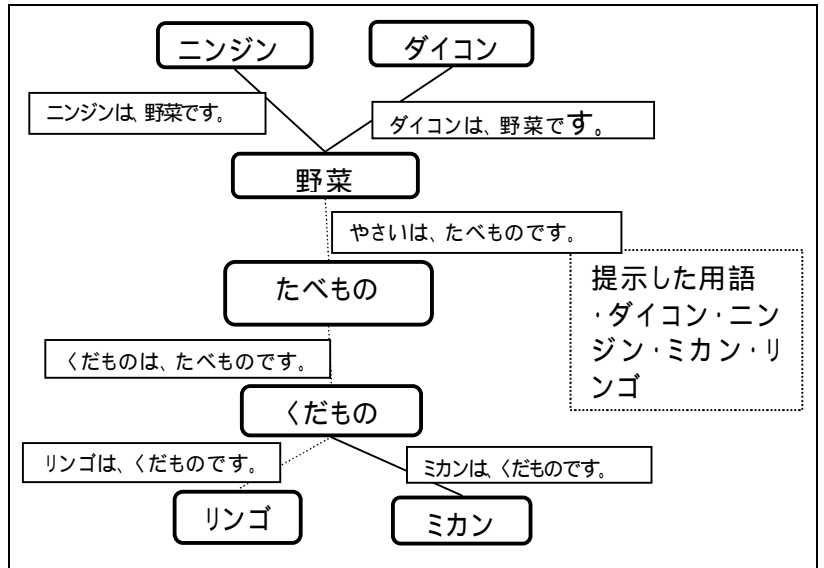 ニンジン
ダイコン
ニンジンは、野菜です。
ダイコンは、野菜です。
野菜
やさいは、たべものです。
たべもの
提示した用語
・ダイコン・ニン
ジン・ミカン・リ
ンゴ
くだものは、たべものです。
くだもの
リンゴは、くだものです。
ミカンは、くだものです。
リンゴ
ミカン